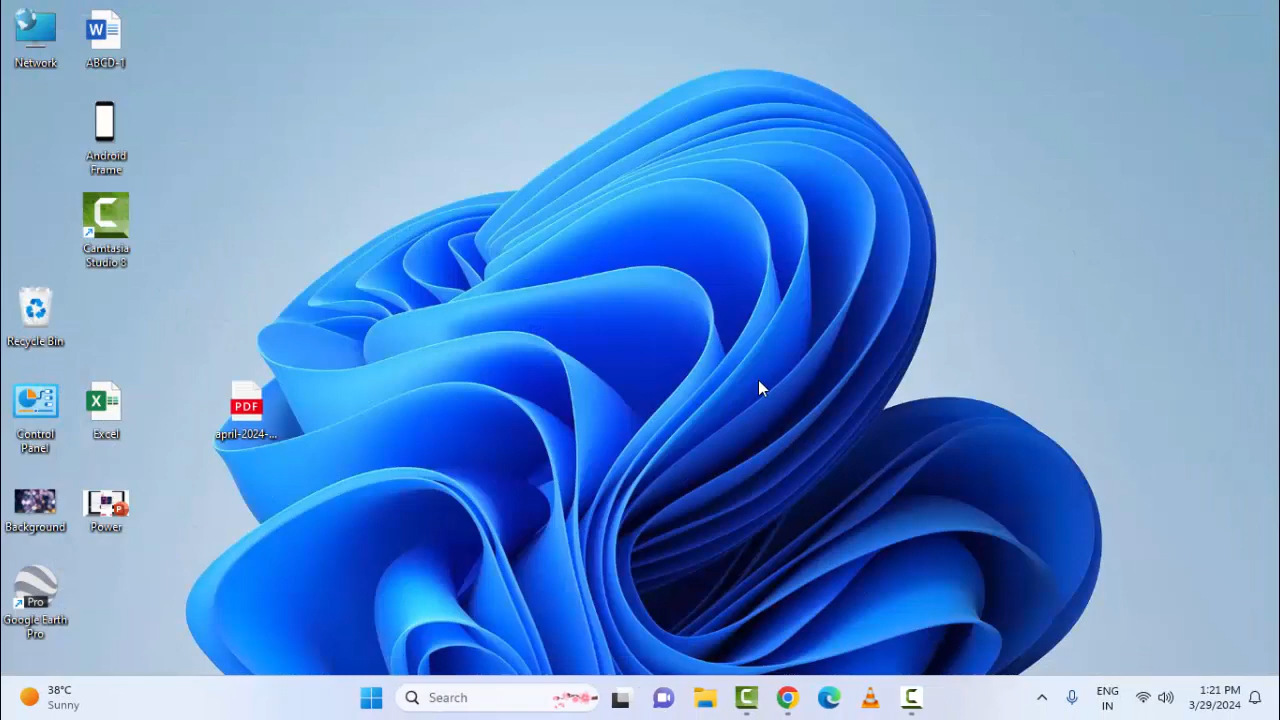 Network
ABCD-1
Android
Frame
Camtasia
Studio 8
Recycle Bin
Control
Panel
Excel
PDF
april-2024-...
Background
Power
Pro
Google Earth
Pro
38°C
Sunny
Search
ENG
IN
1:21 PM
3/29/2024